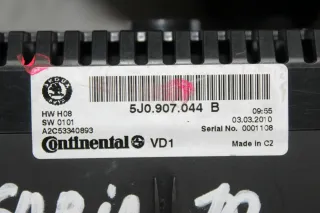 5J0.907.044 B
HW H08
SW 0101
A2C53340893
09:55
03.03.2010
Serial No. 0001108
Continental VD1
Made in CZ